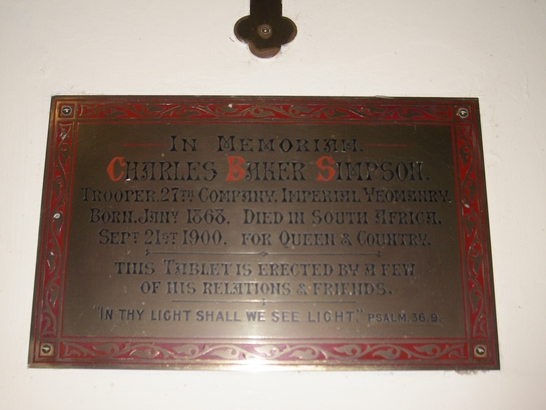 IN MEMORIAM.
CHARLES BAKER SIMPSON.
TROOPER, 27TH COMPANY, IMPERIAL YEOMANRY.
BORN, JANY 1868. DIED IN SOUTH AFRICA,
SEPT 21ST 1900. FOR QUEEN & COUNTRY.
THIS TABLET IS ERECTED BY A FEW
OF HIS RELATIONS & FRIENDS.
"IN THY LIGHT SHALL WE SEE LIGHT." PSALM 36.9.